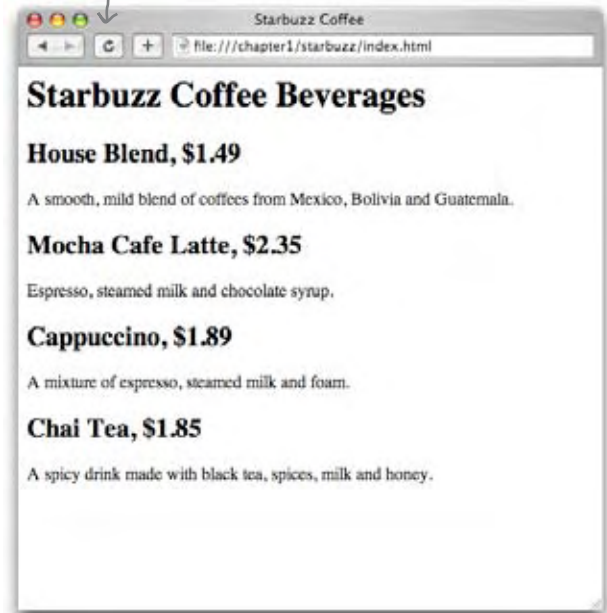 Starbuzz Coffee
file:///chapter1/starbuzz/index.html
Starbuzz Coffee Beverages
House Blend, $1.49
A smooth, mild blend of coffees from Mexico, Bolivia and Guatemala.
Mocha Cafe Latte, $2.35
Espresso, steamed milk and chocolate syrup.
Cappuccino, $1.89
A mixture of espresso, steamed milk and foam.
Chai Tea, $1.85
A spicy drink made with black tea, spices, milk and honey.